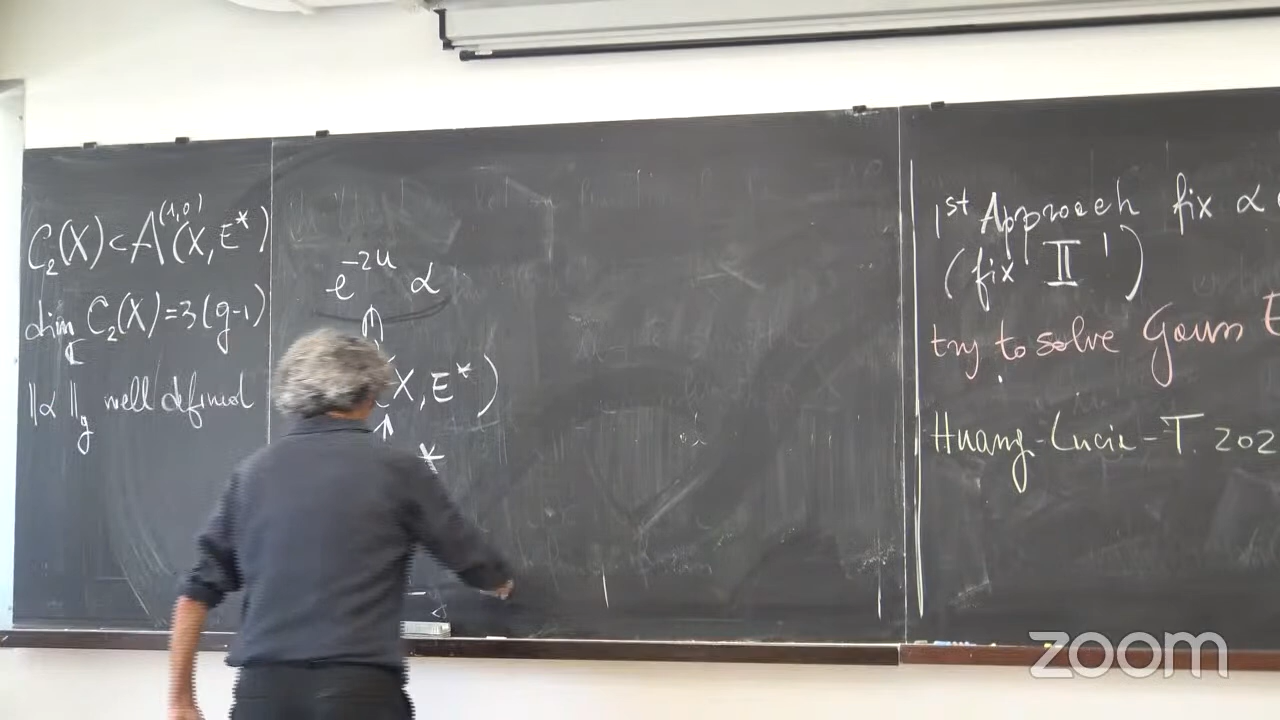 C₂(X) < A^(1,0)(X, E*)
dim_ℂ C₂(X) = 3(g-1)
‖α‖_g well defined
e^{-2u} α
X, E*)
*
1st Approach fix α
(fix II')
try to solve Gauss E
Huang-Lucia-T. 202
zoom